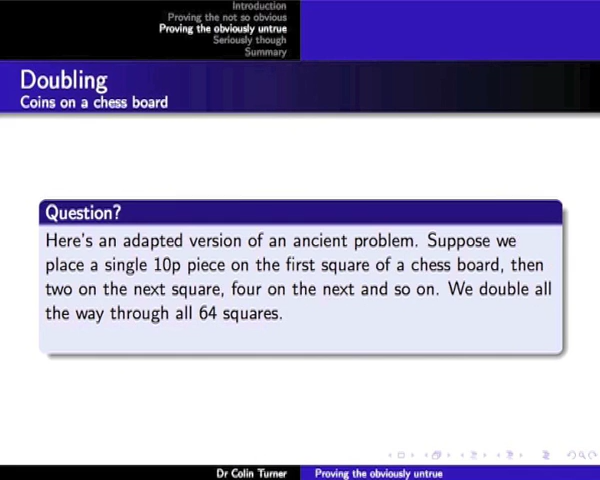 Introduction
Proving the not so obvious
Proving the obviously untrue
Seriously though
Summary
Doubling
Coins on a chess board
Question?
Here's an adapted version of an ancient problem. Suppose we
place a single 10p piece on the first square of a chess board, then
two on the next square, four on the next and so on. We double all
the way through all 64 squares.
Dr Colin Turner
Proving the obviously untrue